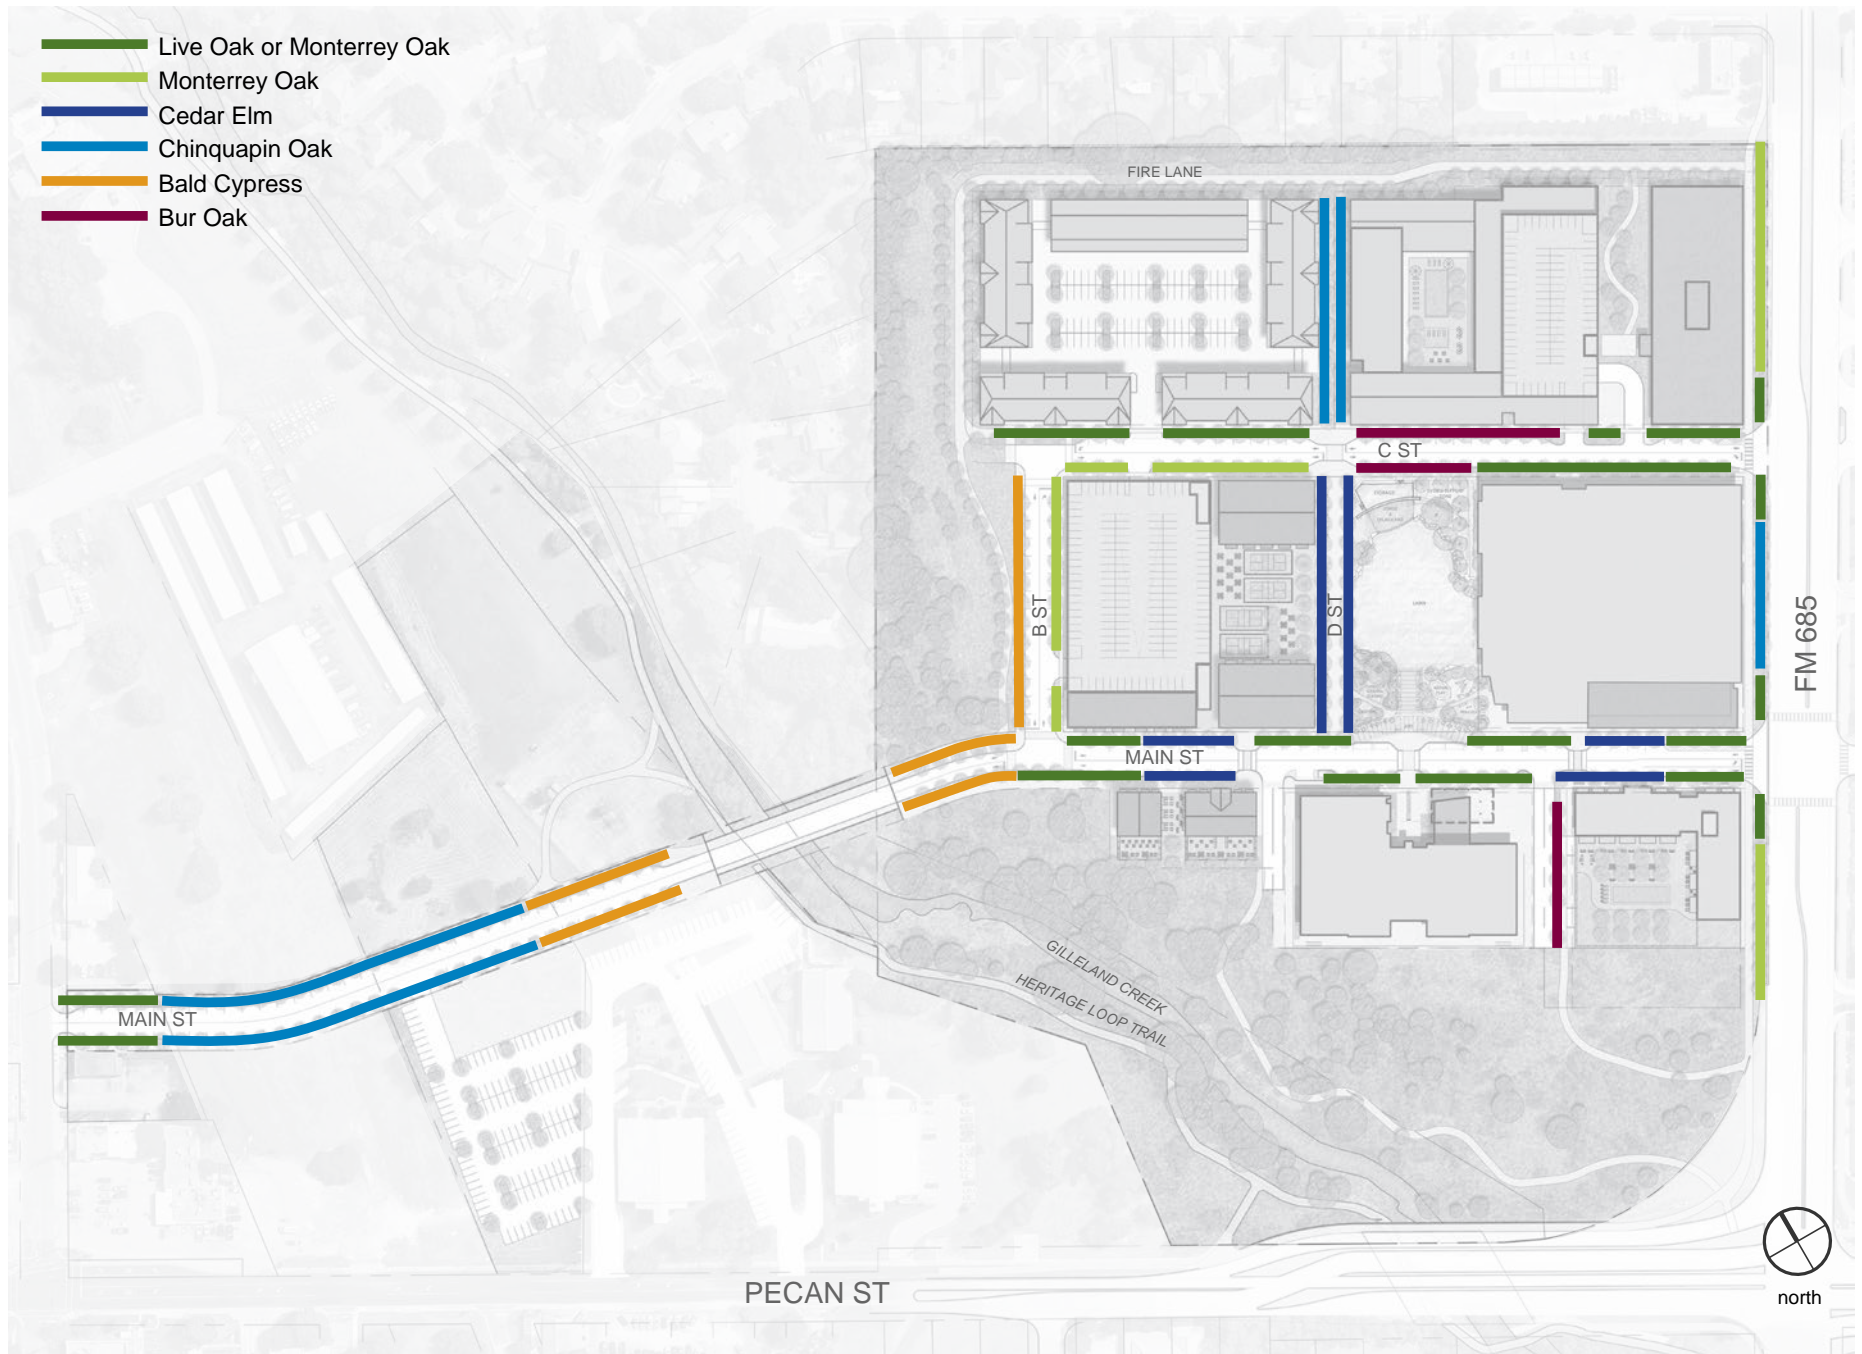 Live Oak or Monterrey Oak
Monterrey Oak
Cedar Elm
Chinquapin Oak
Bald Cypress
Bur Oak
FIRE LANE
C ST
B ST
D ST
FM 685
MAIN ST
GILLELAND CREEK
HERITAGE LOOP TRAIL
MAIN ST
PECAN ST
north